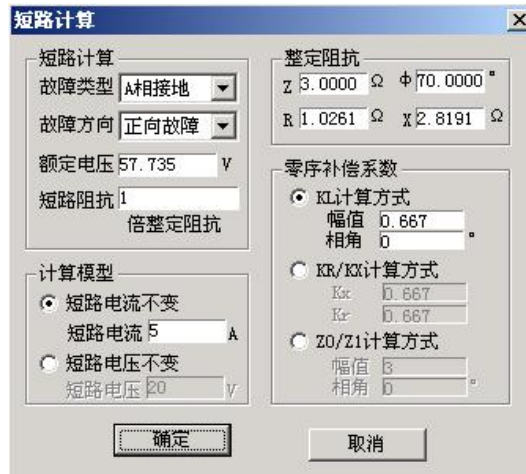 短路计算
短路计算
故障类型 A相接地
故障方向 正向故障
额定电压 57.735 V
短路阻抗 1
倍整定阻抗
计算模型
短路电流不变
短路电流 5 A
短路电压不变
短路电压 20 V
整定阻抗
Z 3.0000 Ω Φ 70.0000 °
R 1.0261 Ω X 2.8191 Ω
零序补偿系数
KL计算方式
幅值 0.667
相角 0 °
KR/KX计算方式
Kx 0.667
Kr 0.667
Z0/Z1计算方式
幅值 3
相角 0 °
确定
取消